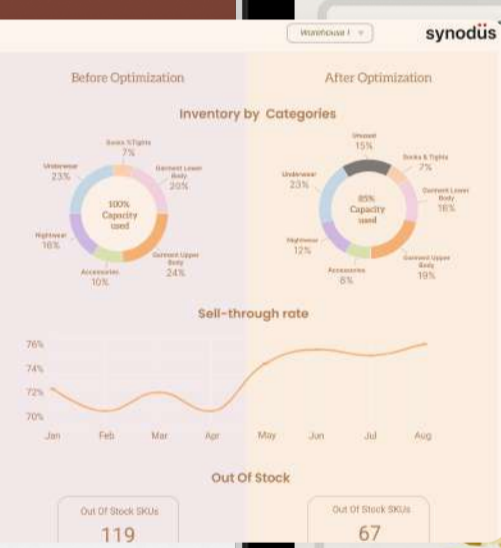 Warehouse 1
synodüs
Before Optimization
After Optimization
Inventory by Categories
Socks %Tights
7%
Underwear
23%
Garment Lower
Body
20%
100%
Capacity
used
Nightwear
16%
Accessories
10%
Garment Upper
Body
24%
Unused
15%
Socks & Tights
7%
Underwear
23%
Garment Lower
Body
16%
85%
Capacity
used
Nightwear
12%
Accessories
8%
Garment Upper
Body
19%
Sell-through rate
76%
74%
72%
70%
Jan Feb Mar Apr May Jun Jul Aug
Out Of Stock
Out Of Stock SKUs
119
Out Of Stock SKUs
67